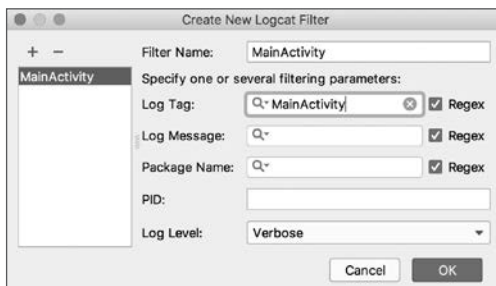 Create New Logcat Filter
+ −
MainActivity
Filter Name: MainActivity
Specify one or several filtering parameters:
Log Tag: MainActivity Regex
Log Message: Regex
Package Name: Regex
PID:
Log Level: Verbose
Cancel OK